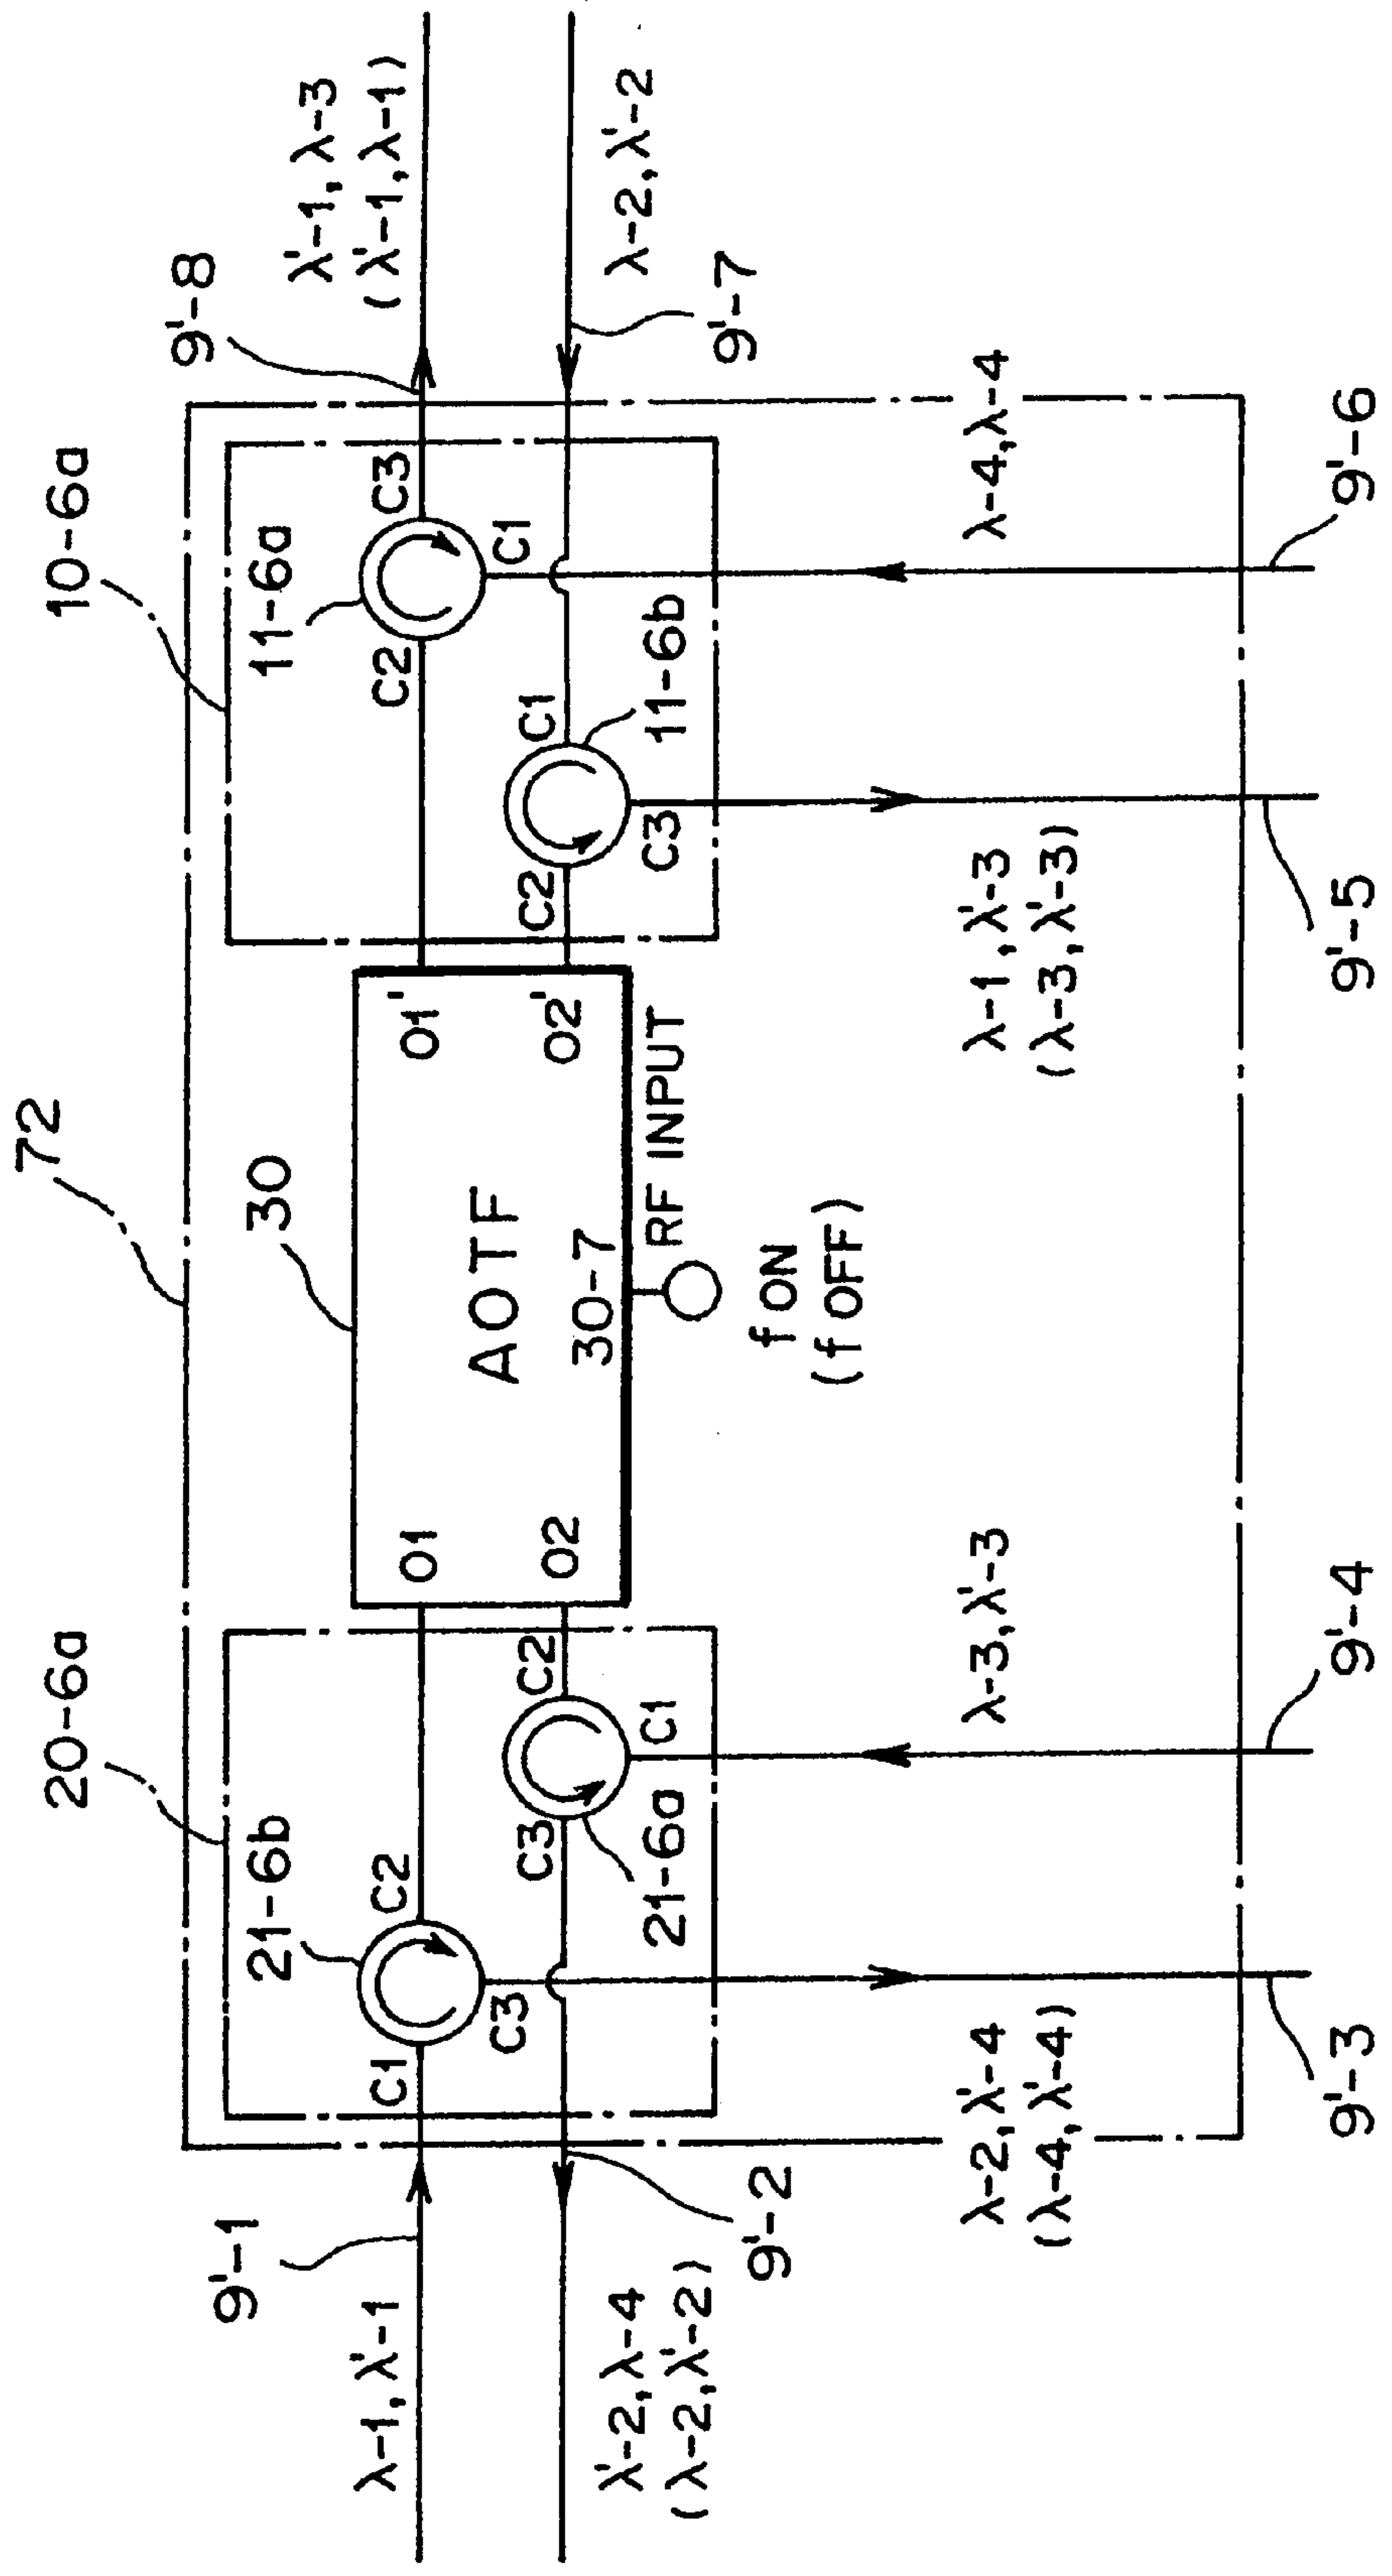 72
20-6a
10-6a
30
21-6b
11-6a
9'-8
9'-1
λ-1, λ'-1
λ'-1, λ-3
(λ'-1, λ-1)
C1
C2
O1
O1'
C2
C3
C3
C1
AOTF
λ'-2, λ-4
(λ-2, λ'-2)
9'-2
C3
C2
O2
30-7
O2'
C2
C1
λ-2, λ'-2
9'-7
21-6a
C1
RF INPUT
C3
11-6b
f ON
(f OFF)
λ-2, λ'-4
(λ-4, λ'-4)
λ-3, λ'-3
λ-1, λ'-3
(λ-3, λ'-3)
λ-4, λ-4
9'-3
9'-4
9'-5
9'-6